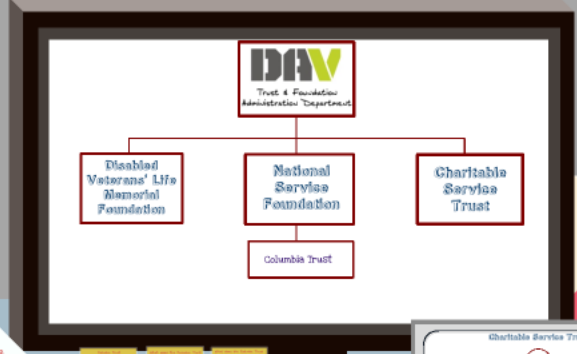 DAV
Trust & Foundation
Administration Department
Disabled
Veterans' Life
Memorial
Foundation
National
Service
Foundation
Charitable
Service
Trust
Columbia Trust
Charitable Service Tru